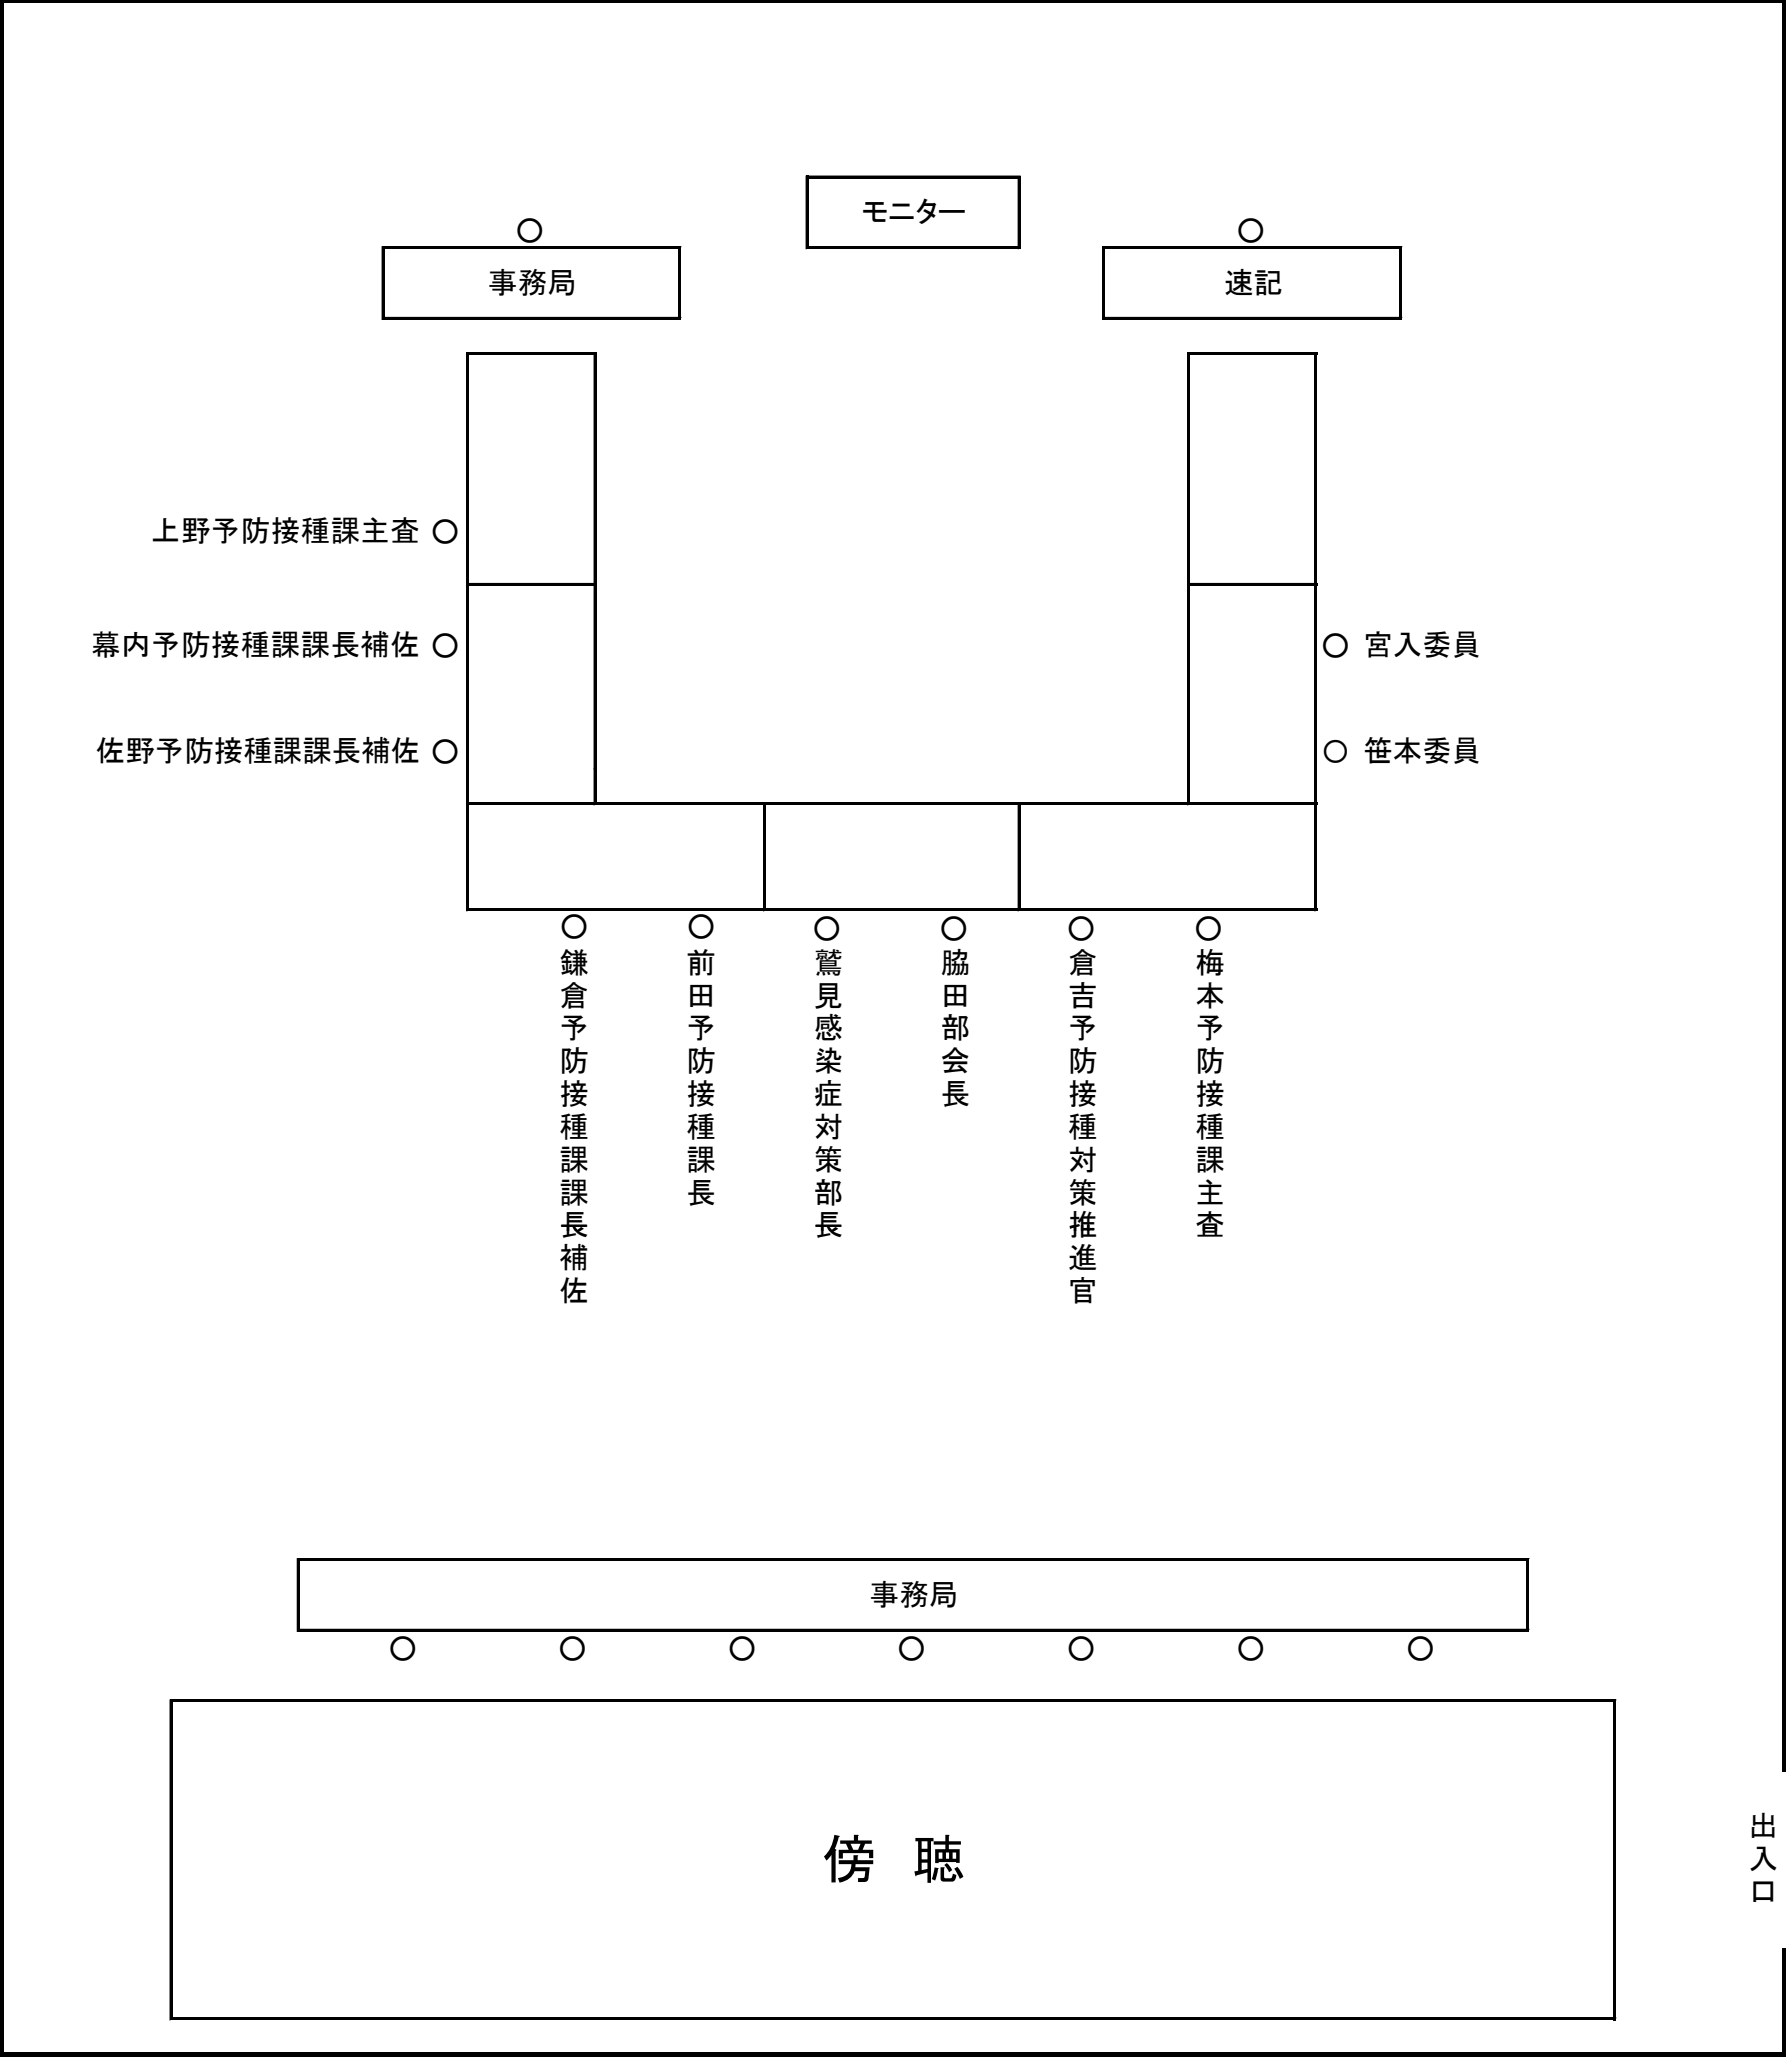 モニター
事務局
速記
上野予防接種課主査
幕内予防接種課課長補佐
宮入委員
佐野予防接種課課長補佐
笹本委員
鎌倉予防接種課課長補佐
前田予防接種課長
鷲見感染症対策部長
脇田部会長
倉吉予防接種対策推進官
梅本予防接種課主査
事務局
傍 聴
出入口